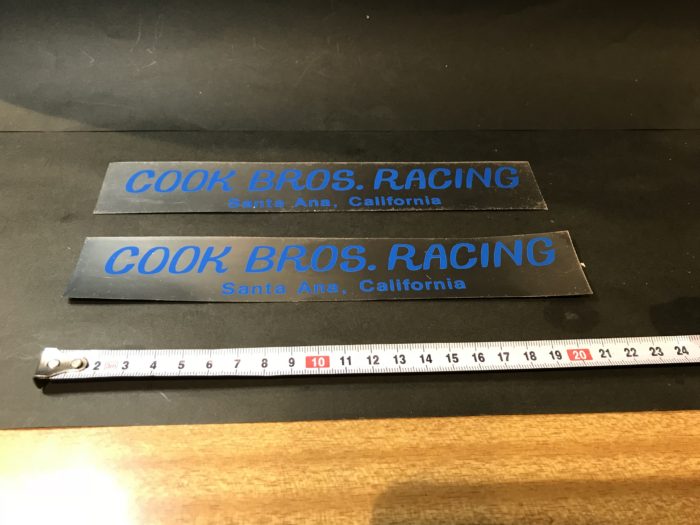 COOK BROS. RACING
Santa Ana, California
COOK BROS. RACING
Santa Ana, California
2 3 4 5 6 7 8 9 10 11 12 13 14 15 16 17 18 19 20 21 22 23 24